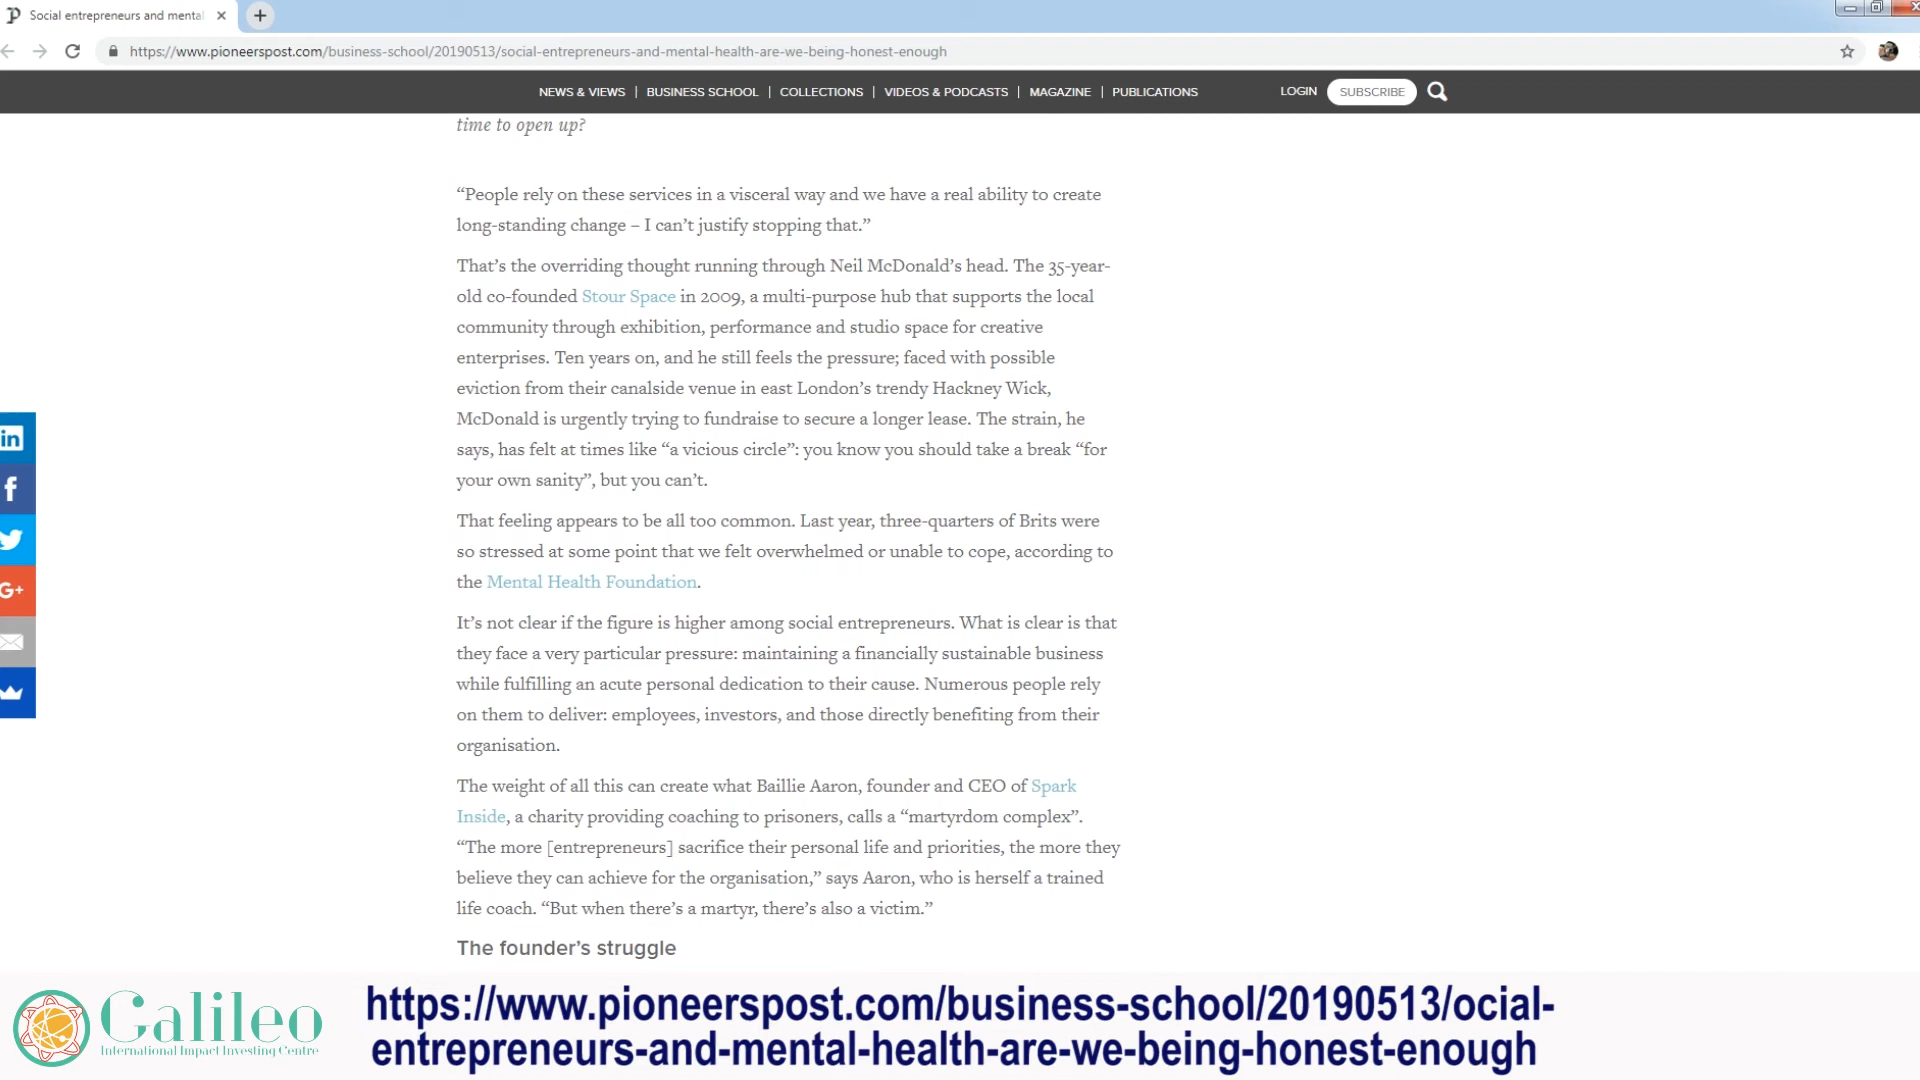 Social entrepreneurs and mental
https://www.pioneerspost.com/business-school/20190513/social-entrepreneurs-and-mental-health-are-we-being-honest-enough
NEWS & VIEWS | BUSINESS SCHOOL | COLLECTIONS | VIDEOS & PODCASTS | MAGAZINE | PUBLICATIONS LOGIN SUBSCRIBE
time to open up?
“People rely on these services in a visceral way and we have a real ability to create
long-standing change – I can’t justify stopping that.”
That’s the overriding thought running through Neil McDonald’s head. The 35-year-
old co-founded Stour Space in 2009, a multi-purpose hub that supports the local
community through exhibition, performance and studio space for creative
enterprises. Ten years on, and he still feels the pressure; faced with possible
eviction from their canalside venue in east London’s trendy Hackney Wick,
McDonald is urgently trying to fundraise to secure a longer lease. The strain, he
says, has felt at times like “a vicious circle”: you know you should take a break “for
your own sanity”, but you can’t.
That feeling appears to be all too common. Last year, three-quarters of Brits were
so stressed at some point that we felt overwhelmed or unable to cope, according to
the Mental Health Foundation.
It’s not clear if the figure is higher among social entrepreneurs. What is clear is that
they face a very particular pressure: maintaining a financially sustainable business
while fulfilling an acute personal dedication to their cause. Numerous people rely
on them to deliver: employees, investors, and those directly benefiting from their
organisation.
The weight of all this can create what Baillie Aaron, founder and CEO of Spark
Inside, a charity providing coaching to prisoners, calls a “martyrdom complex”.
“The more [entrepreneurs] sacrifice their personal life and priorities, the more they
believe they can achieve for the organisation,” says Aaron, who is herself a trained
life coach. “But when there’s a martyr, there’s also a victim.”
The founder’s struggle
in
f
G+
Galileo
International Impact Investing Centre
https://www.pioneerspost.com/business-school/20190513/ocial-
entrepreneurs-and-mental-health-are-we-being-honest-enough